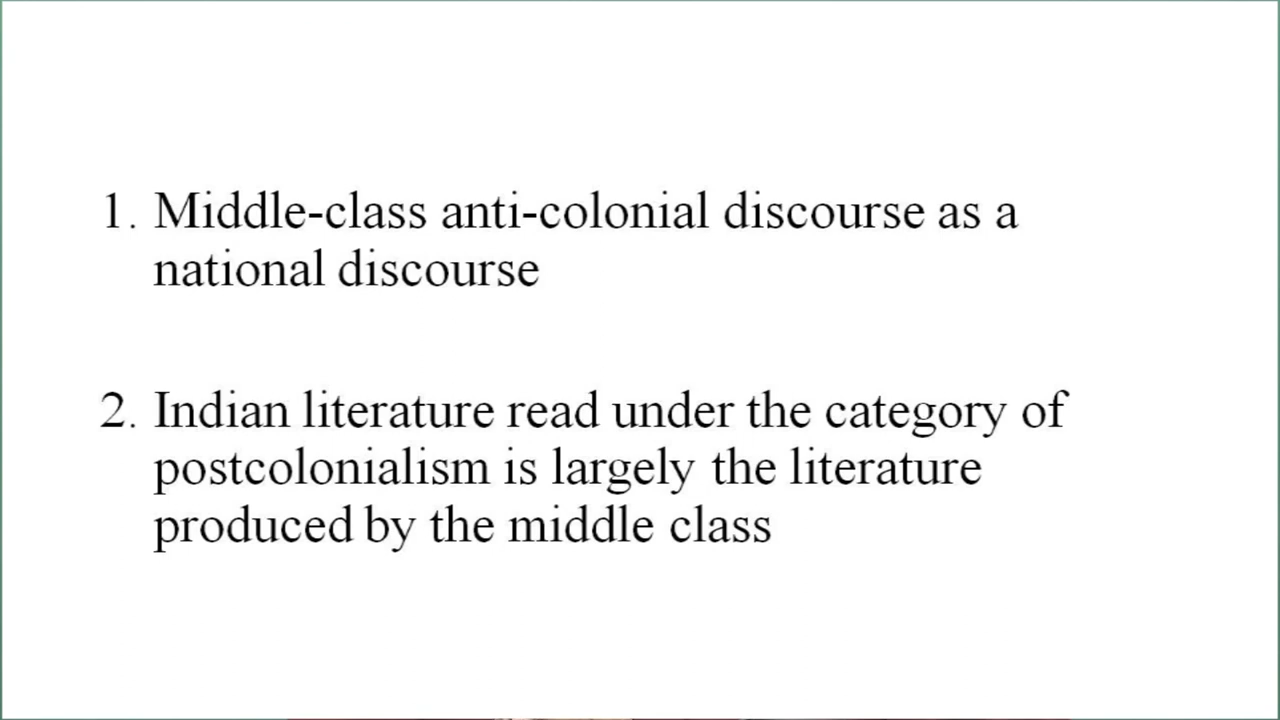 1. Middle-class anti-colonial discourse as a
national discourse
2. Indian literature read under the category of
postcolonialism is largely the literature
produced by the middle class